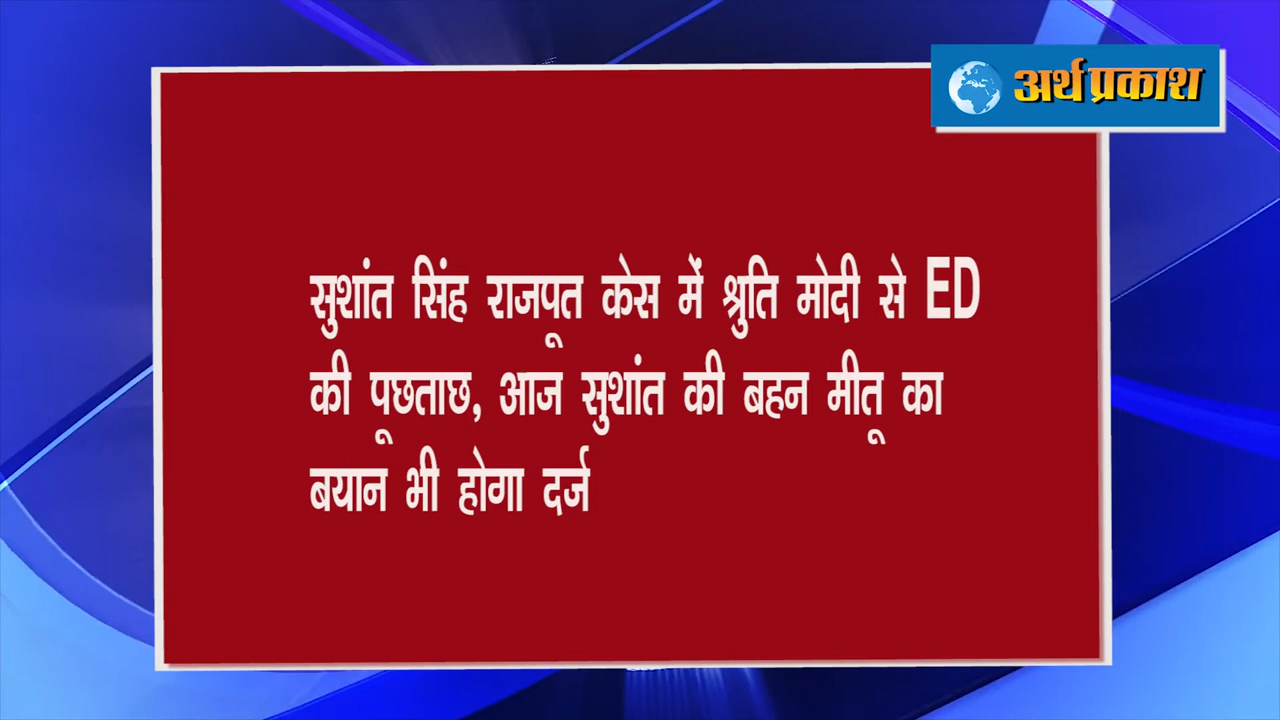 अर्थ प्रकाश
सुशांत सिंह राजपूत केस में श्रुति मोदी से ED
की पूछताछ, आज सुशांत की बहन मीतू का
बयान भी होगा दर्ज